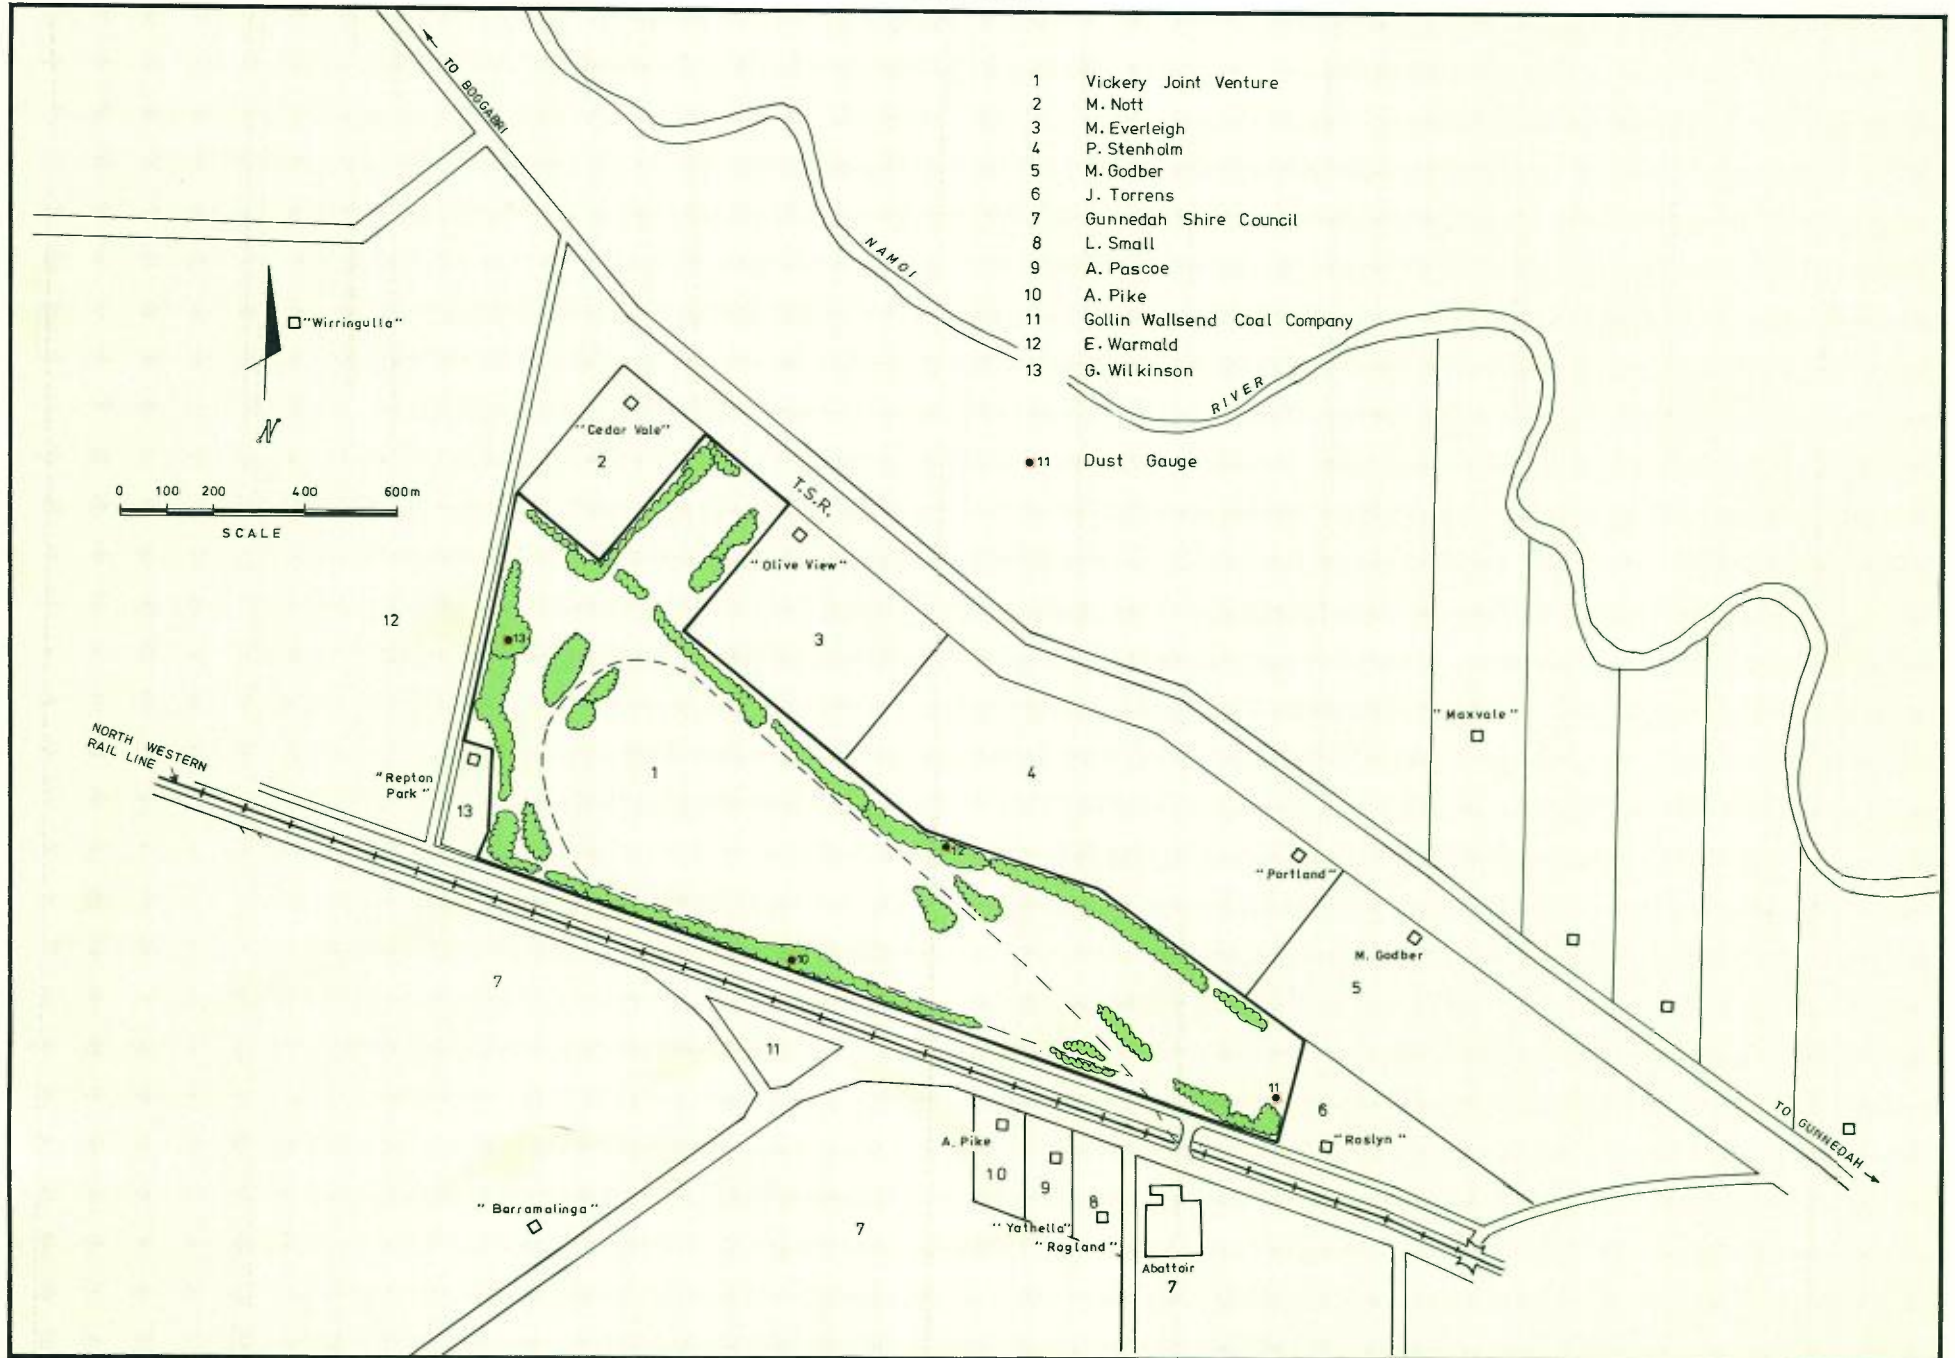 TO BOOGABRI
1 Vickery Joint Venture
2 M. Nott
3 M. Everleigh
4 P. Stenholm
5 M. Godber
6 J. Torrens
7 Gunnedah Shire Council
8 L. Small
9 A. Pascoe
10 A. Pike
11 Gollin Wallsend Coal Company
12 E. Warmald
13 G. Wilkinson
11 Dust Gauge
NAMOI
RIVER
"Wirringulla"
N
0 100 200 400 600m
SCALE
"Cedar Vale"
2
T.S.R.
"Olive View"
3
12
13
1
4
"Maxvale"
NORTH WESTERN
RAIL LINE
"Repton
Park"
13
12
"Portland"
M. Godber
5
10
7
11
11
6
"Roslyn"
TO GUNNEDAH
A. Pike
10
9
8
"Yathella"
"Rogland"
"Barramalinga"
7
Abattoir
7